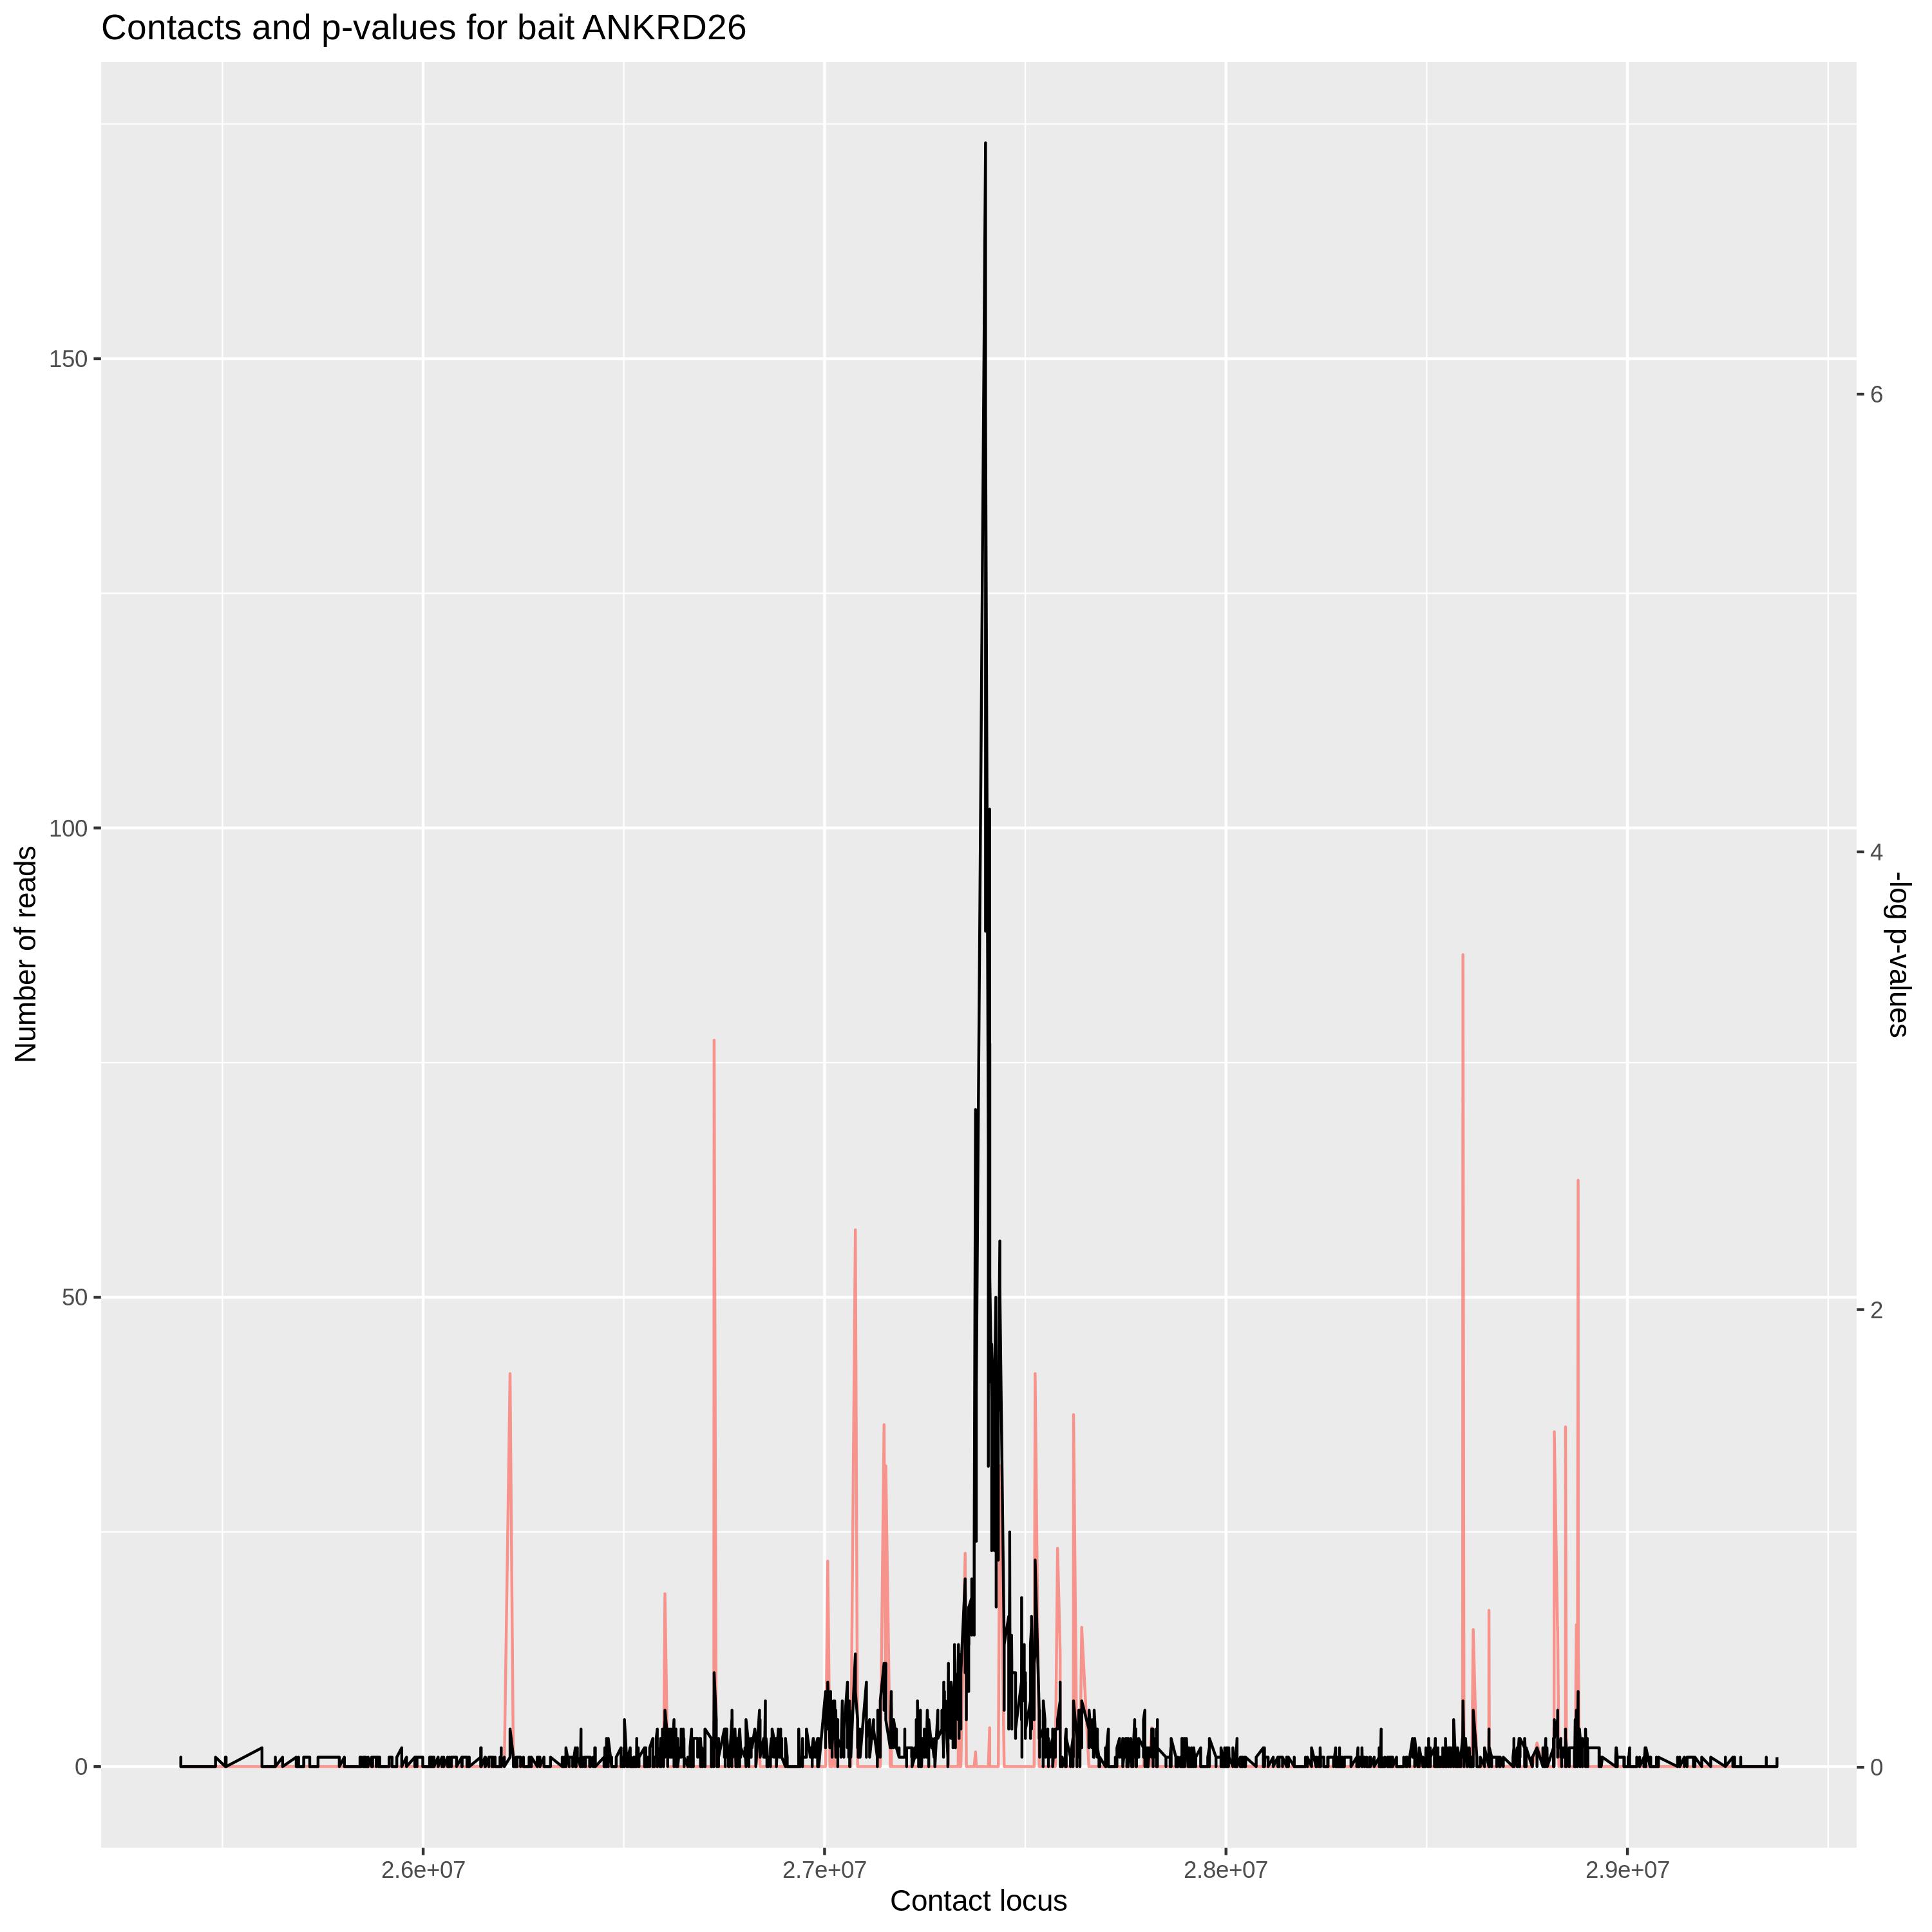 Contacts and p-values for bait ANKRD26
150
100
50
0
Number of reads
6
4
2
0
-log p-values
2.6e+07
2.7e+07
2.8e+07
2.9e+07
Contact locus